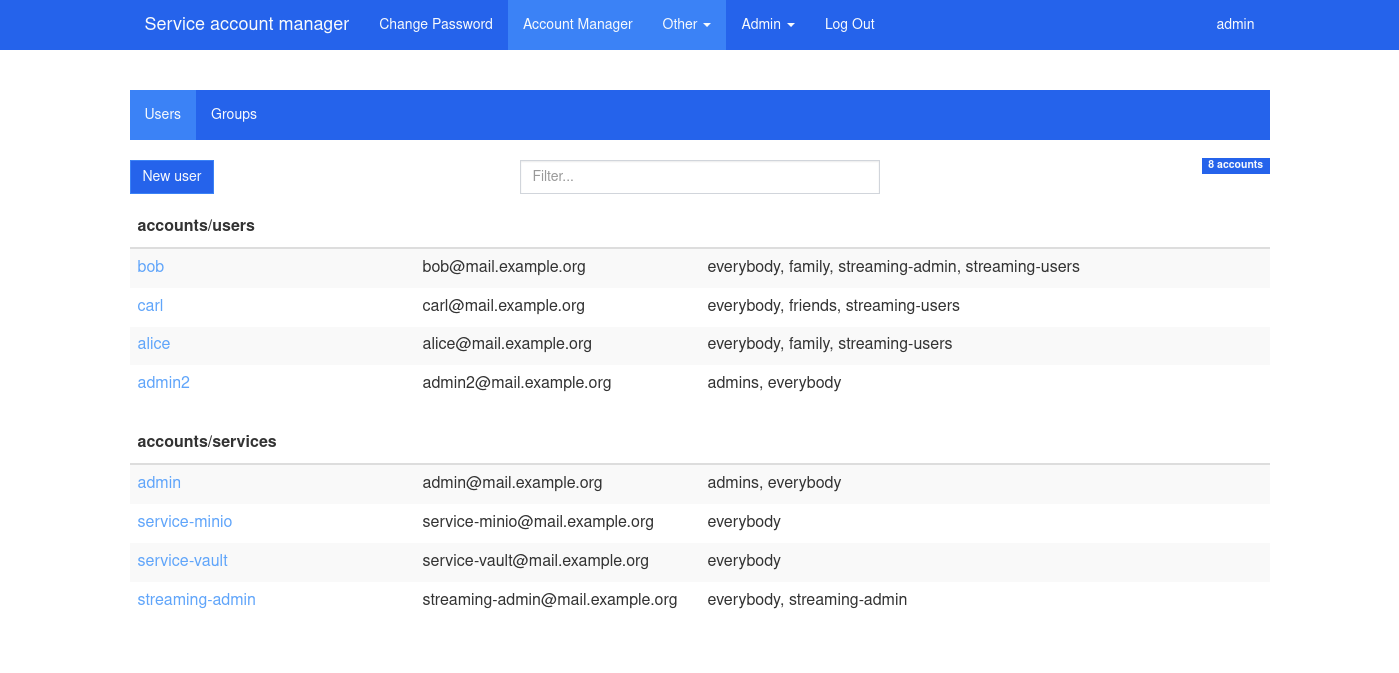 Service account manager Change Password Account Manager Other Admin Log Out admin
Users Groups
New user Filter... 8 accounts
accounts/users
bob bob@mail.example.org everybody, family, streaming-admin, streaming-users
carl carl@mail.example.org everybody, friends, streaming-users
alice alice@mail.example.org everybody, family, streaming-users
admin2 admin2@mail.example.org admins, everybody
accounts/services
admin admin@mail.example.org admins, everybody
service-minio service-minio@mail.example.org everybody
service-vault service-vault@mail.example.org everybody
streaming-admin streaming-admin@mail.example.org everybody, streaming-admin